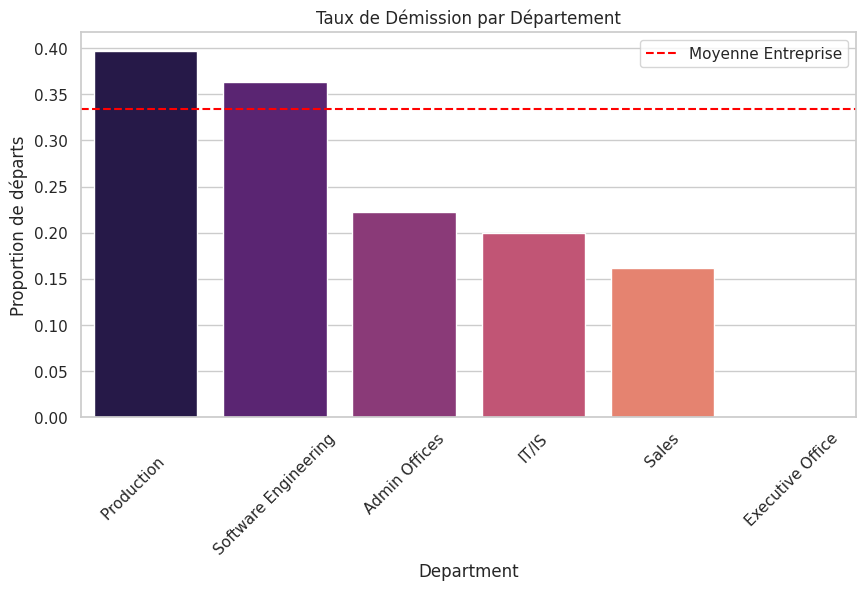 Taux de Démission par Département
Moyenne Entreprise
Proportion de départs
0.40
0.35
0.30
0.25
0.20
0.15
0.10
0.05
0.00
Production
Software Engineering
Admin Offices
IT/IS
Sales
Executive Office
Department